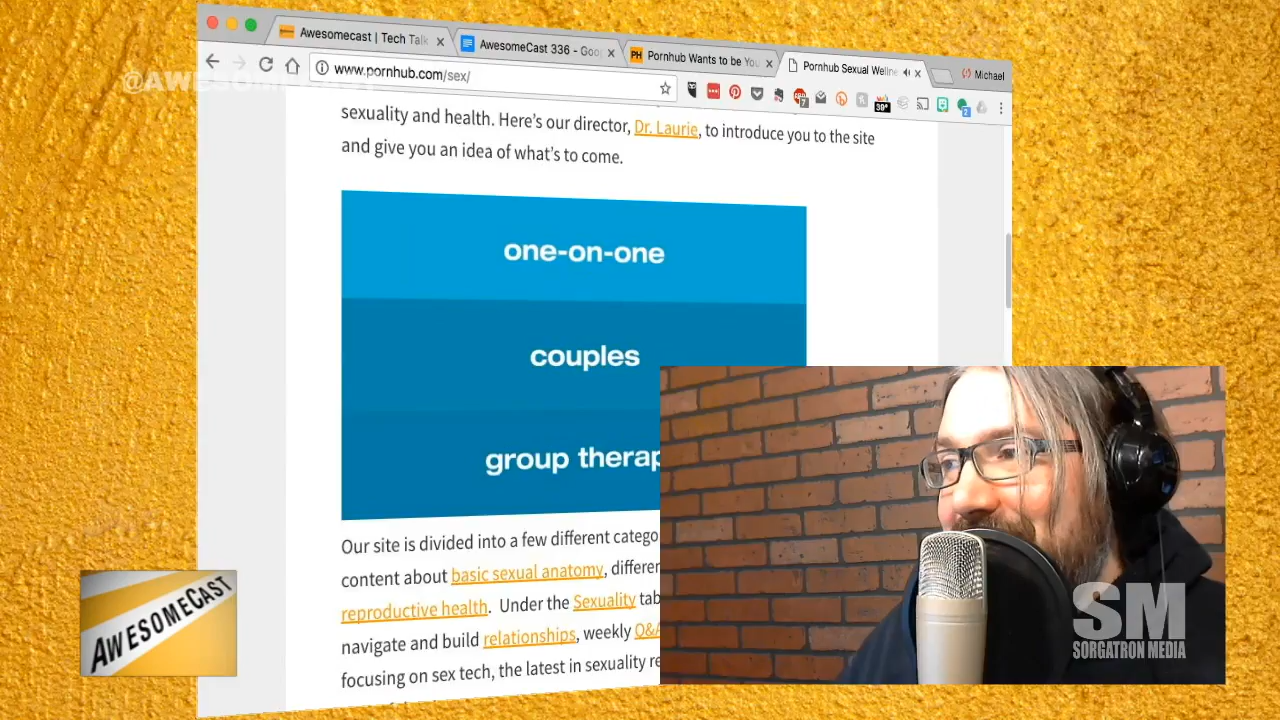 Awesomecast | Tech Talk
AwesomeCast 336 - Goo
Pornhub Wants to be You
Pornhub Sexual Wellne
Michael
www.pornhub.com/sex/
@AWESOMECAST
sexuality and health. Here's our director, Dr. Laurie, to introduce you to the site
and give you an idea of what's to come.
one-on-one
couples
group therap
Our site is divided into a few different catego
content about basic sexual anatomy, differen
reproductive health. Under the Sexuality tab
navigate and build relationships, weekly Q&A
focusing on sex tech, the latest in sexuality re
AWESOMECAST
SM
SORGATRON MEDIA